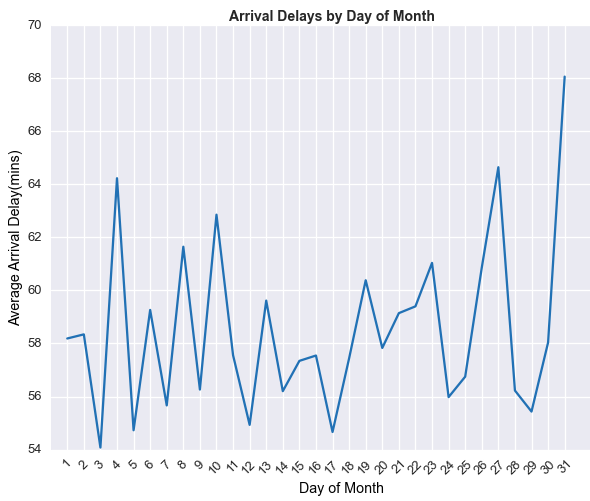 Arrival Delays by Day of Month
Average Arrival Delay(mins)
70
68
66
64
62
60
58
56
54
1 2 3 4 5 6 7 8 9 10 11 12 13 14 15 16 17 18 19 20 21 22 23 24 25 26 27 28 29 30 31
Day of Month